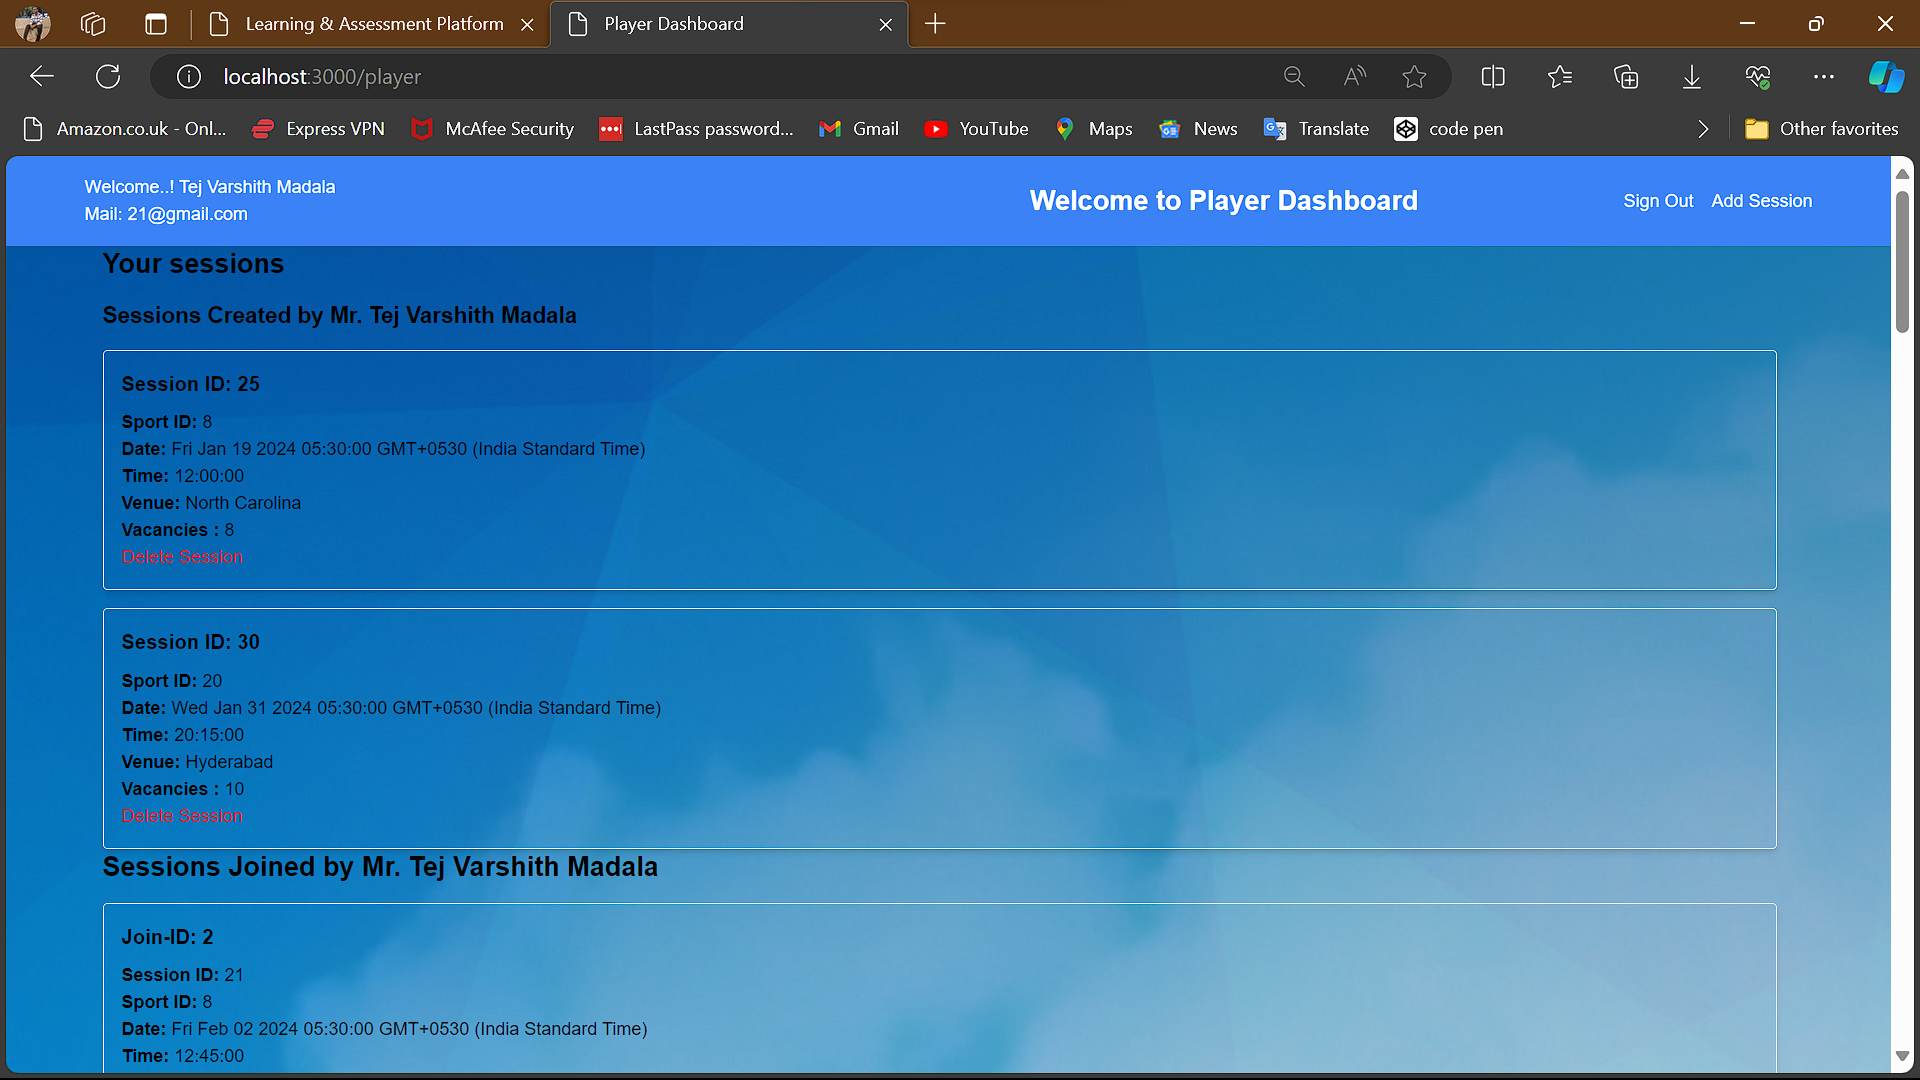 Learning & Assessment Platform
Player Dashboard
localhost:3000/player
Amazon.co.uk - Onl...
Express VPN
McAfee Security
LastPass password...
Gmail
YouTube
Maps
News
Translate
code pen
Other favorites
Welcome..! Tej Varshith Madala
Mail: 21@gmail.com
Welcome to Player Dashboard
Sign Out
Add Session
Your sessions
Sessions Created by Mr. Tej Varshith Madala
Session ID: 25
Sport ID: 8
Date: Fri Jan 19 2024 05:30:00 GMT+0530 (India Standard Time)
Time: 12:00:00
Venue: North Carolina
Vacancies : 8
Delete Session
Session ID: 30
Sport ID: 20
Date: Wed Jan 31 2024 05:30:00 GMT+0530 (India Standard Time)
Time: 20:15:00
Venue: Hyderabad
Vacancies : 10
Delete Session
Sessions Joined by Mr. Tej Varshith Madala
Join-ID: 2
Session ID: 21
Sport ID: 8
Date: Fri Feb 02 2024 05:30:00 GMT+0530 (India Standard Time)
Time: 12:45:00